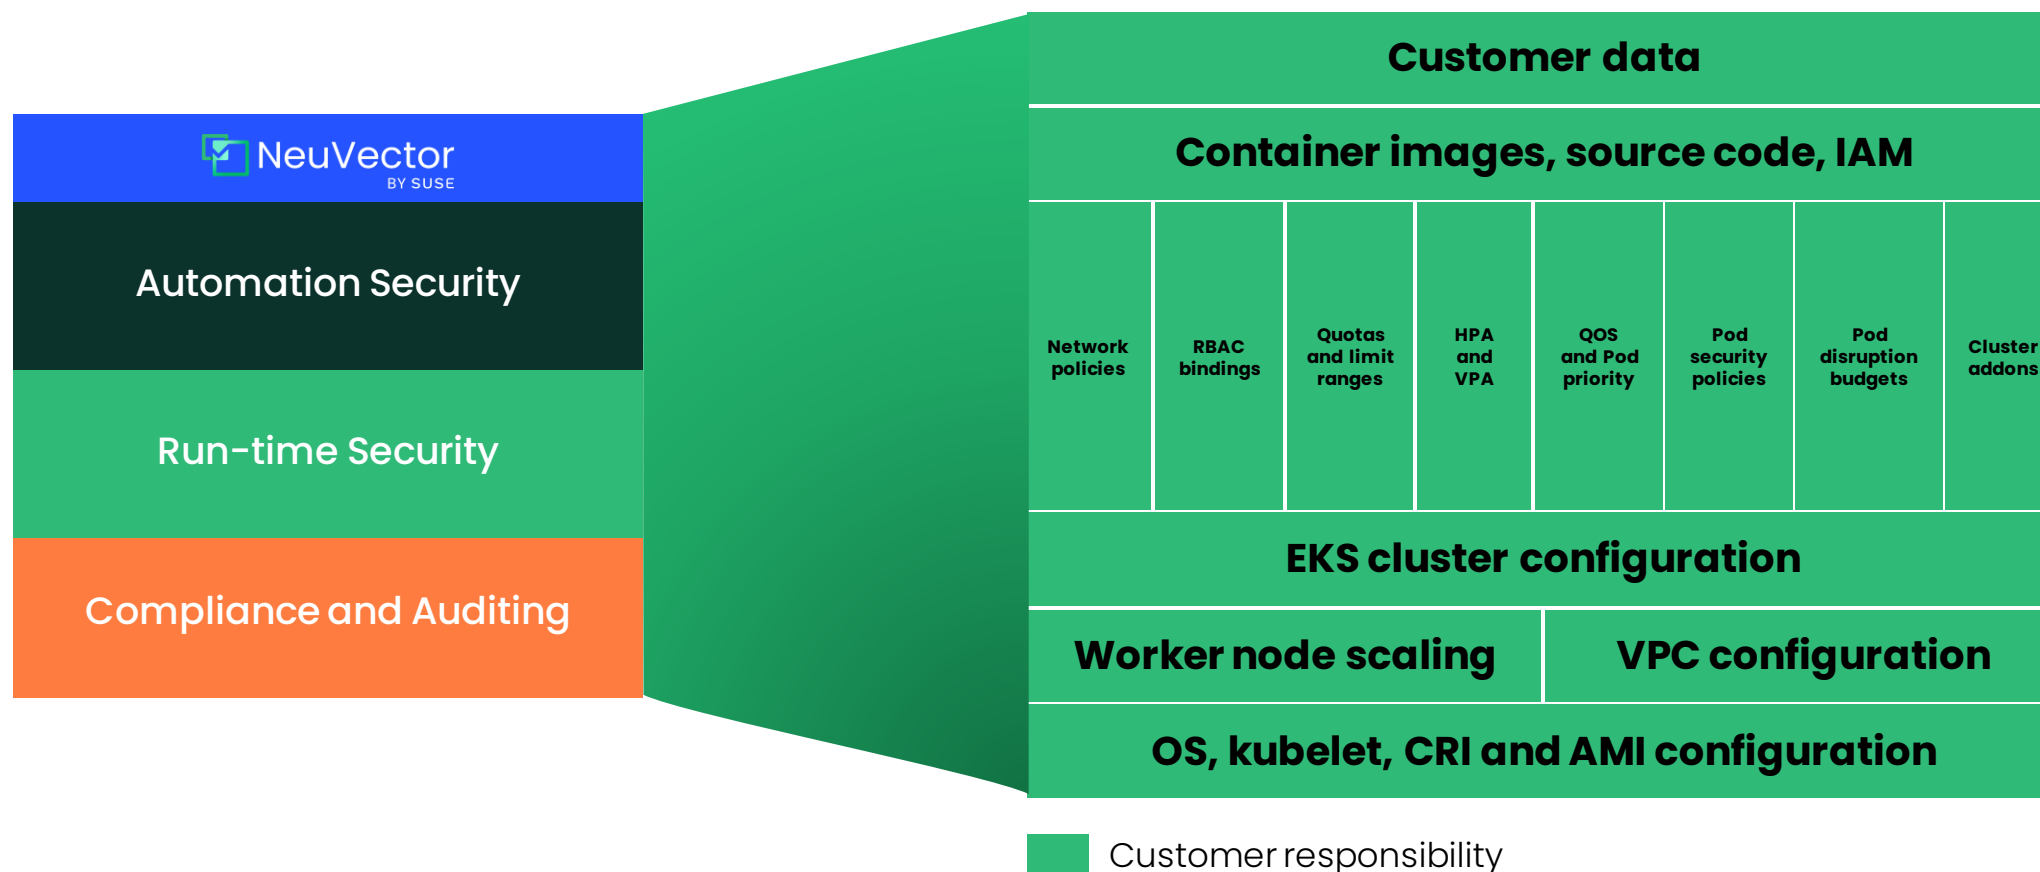 NeuVector
BY SUSE
Automation Security
Run-time Security
Compliance and Auditing
Customer data
Container images, source code, IAM
Network
policies
RBAC
bindings
Quotas
and limit
ranges
HPA
and
VPA
QOS
and Pod
priority
Pod
security
policies
Pod
disruption
budgets
Cluster
addons
EKS cluster configuration
Worker node scaling
VPC configuration
OS, kubelet, CRI and AMI configuration
Customer responsibility